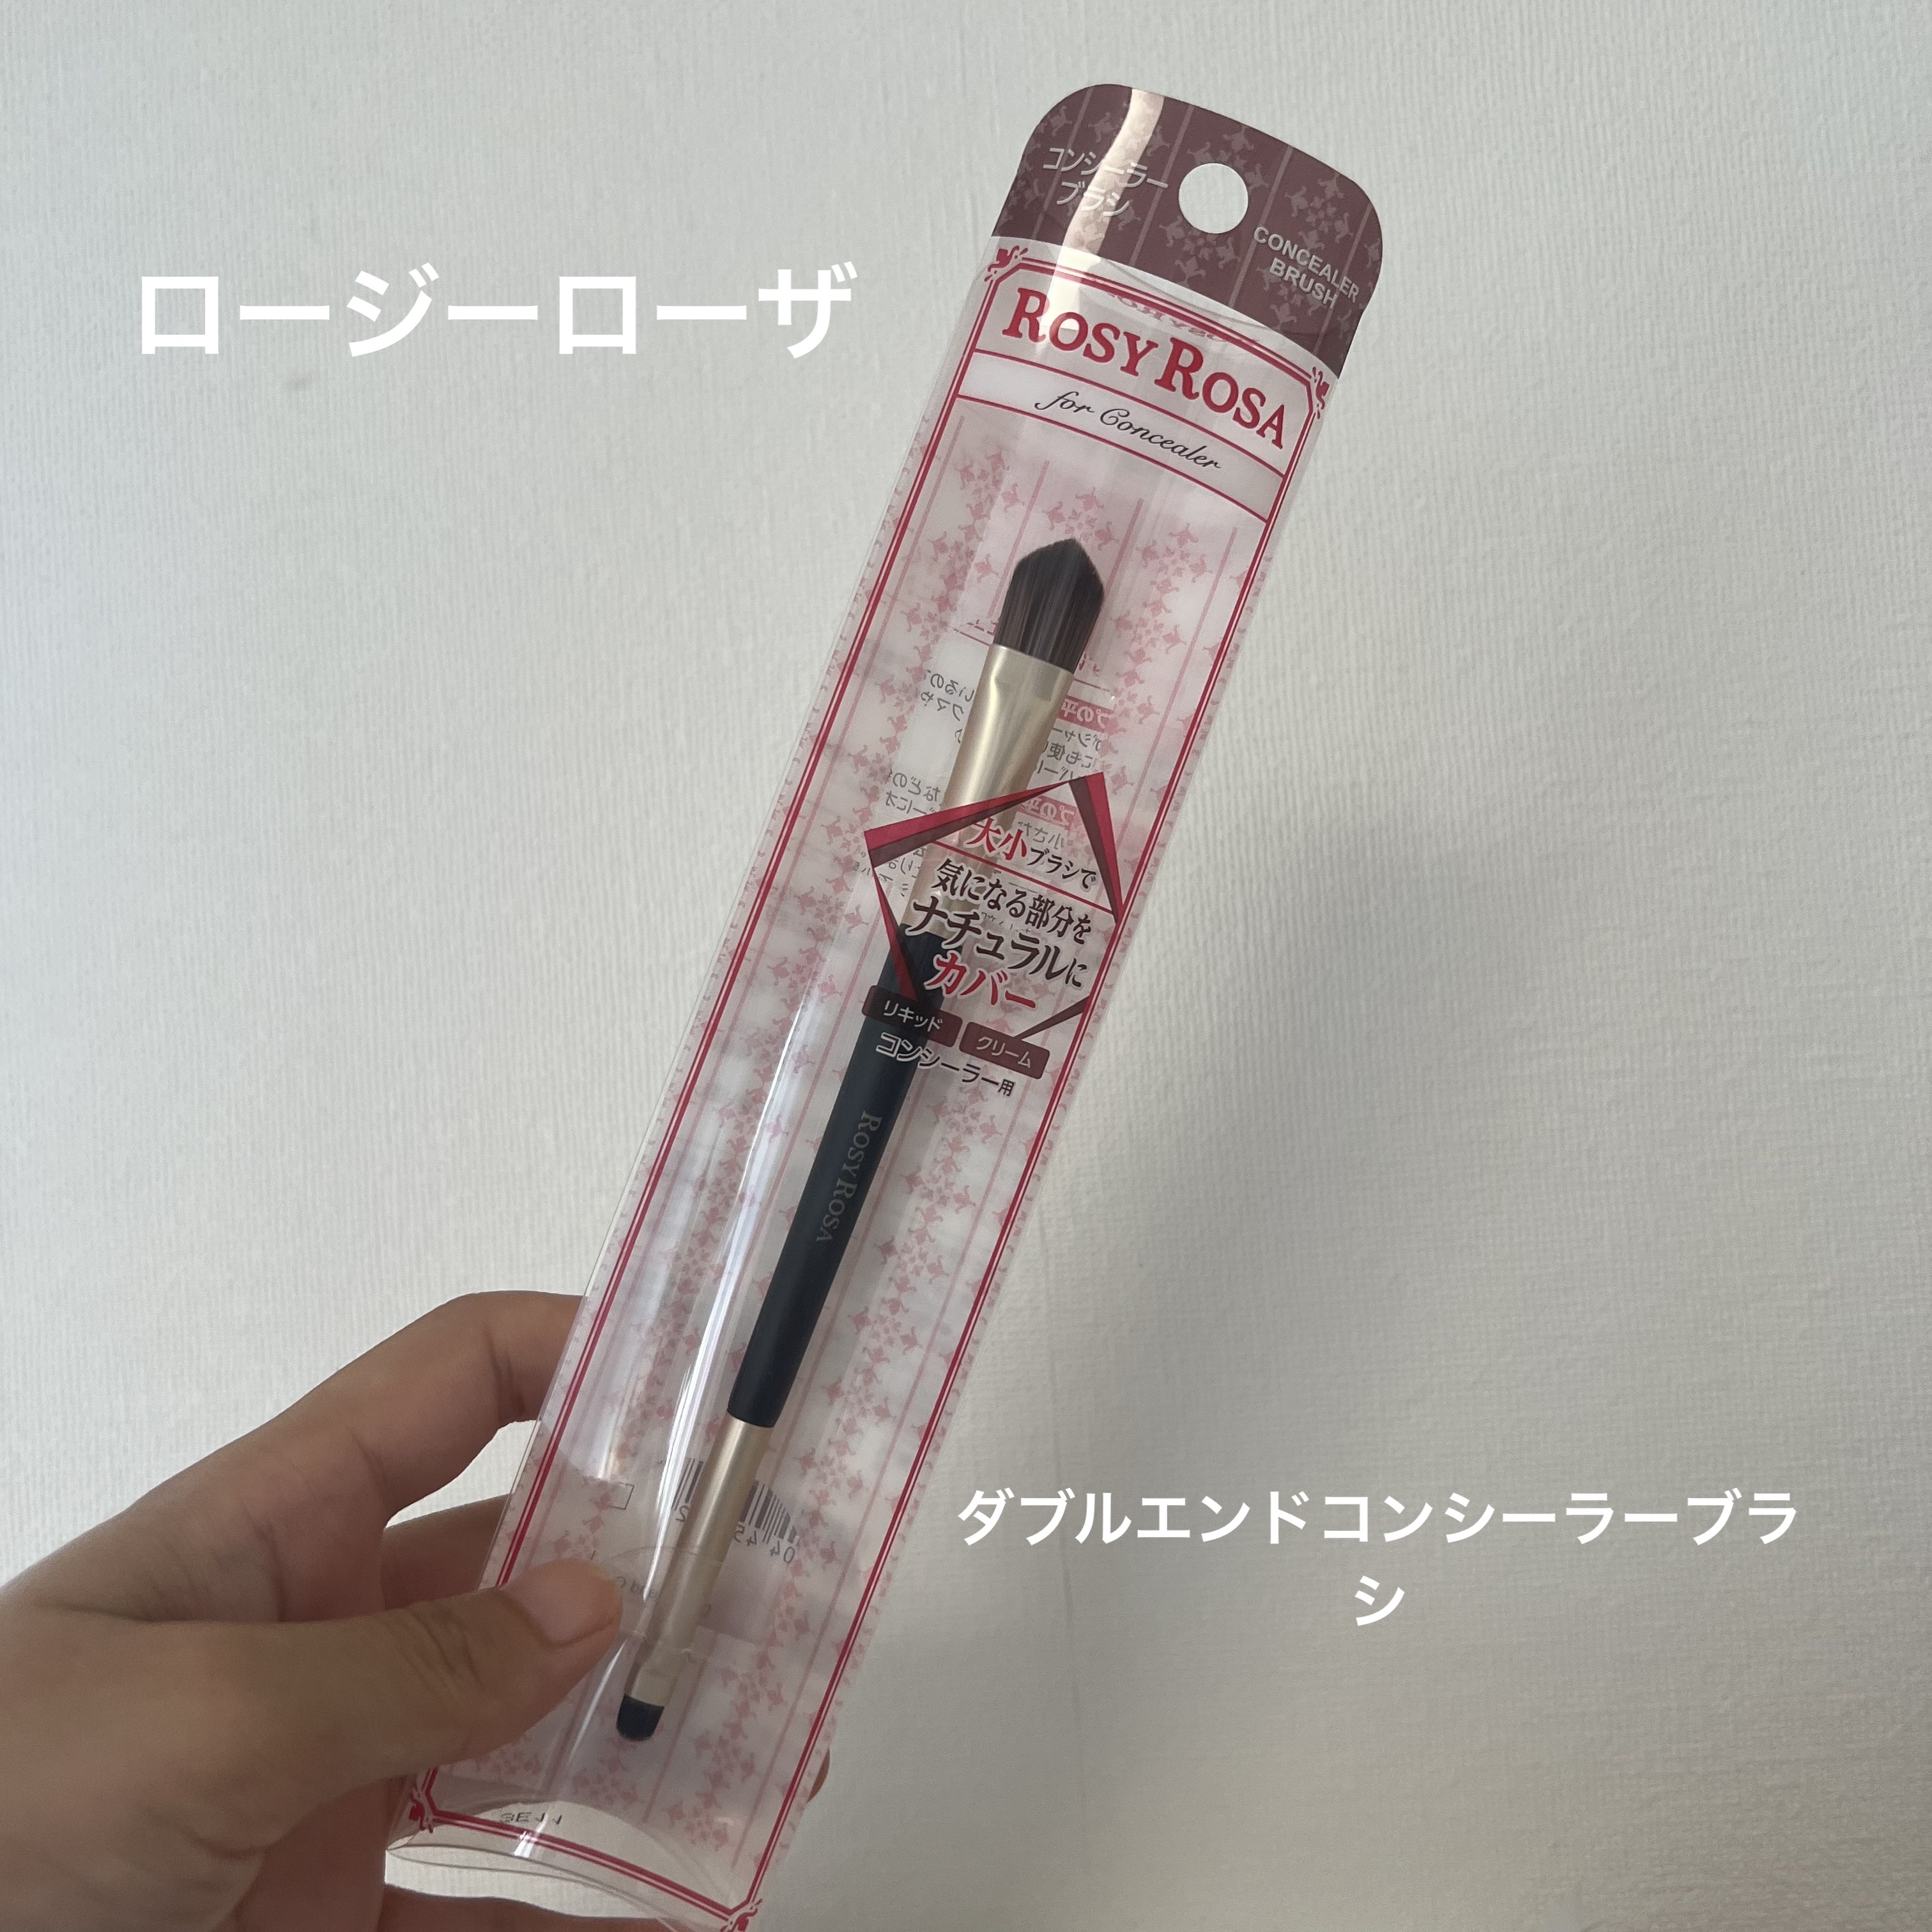 コンシーラー
ブラシ
CONCEALER
BRUSH
ロージーローザ
ROSY ROSA
for Concealer
大小ブラシで
気になる部分を
ナチュラルに
カバー
リキッド クリーム
コンシーラー用
ROSY ROSA
ダブルエンドコンシーラーブラ
シ